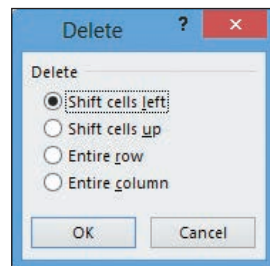 Delete ? ×
Delete
Shift cells left
Shift cells up
Entire row
Entire column
OK Cancel